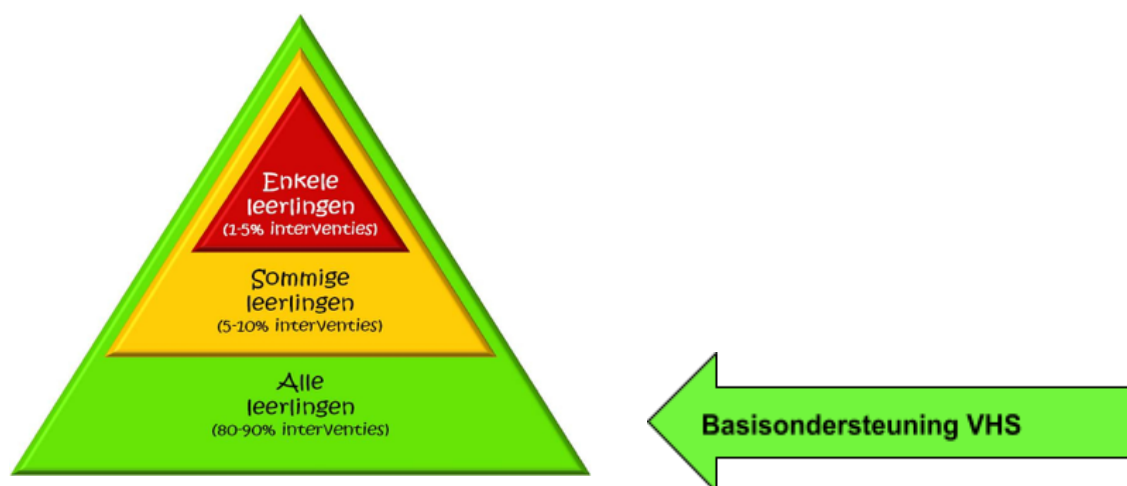 Enkele
leerlingen
(1-5% interventies)
Sommige
leerlingen
(5-10% interventies)
Alle
leerlingen
(80-90% interventies)
Basisondersteuning VHS